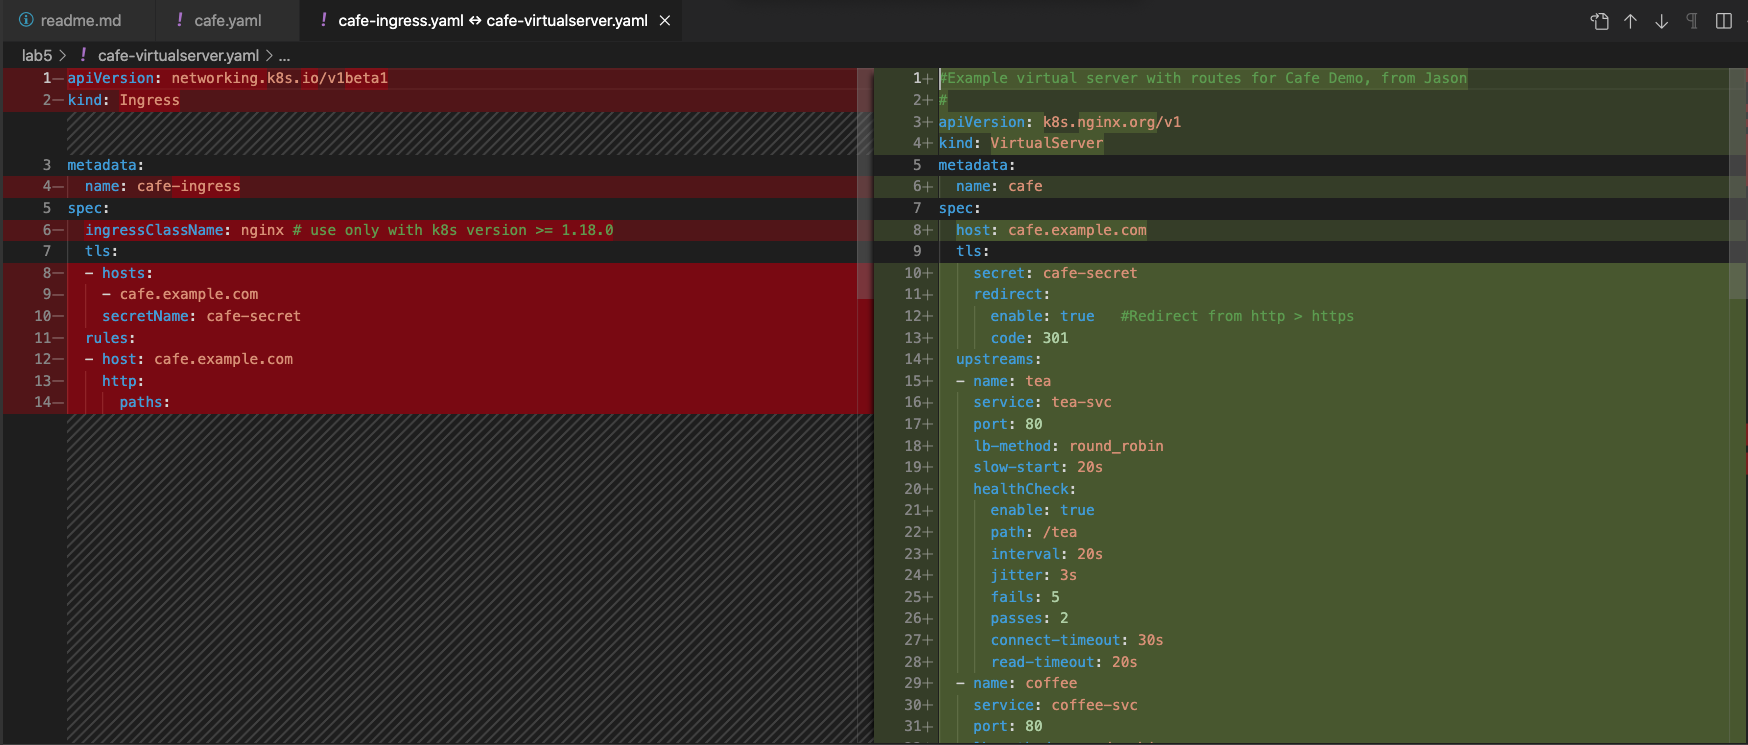 readme.md
! cafe.yaml
! cafe-ingress.yaml ↔ cafe-virtualserver.yaml ×
lab5 > ! cafe-virtualserver.yaml > ...
1— apiVersion: networking.k8s.io/v1beta1
2— kind: Ingress
3 metadata:
4—   name: cafe-ingress
5 spec:
6—   ingressClassName: nginx # use only with k8s version >= 1.18.0
7   tls:
8—   - hosts:
9—     - cafe.example.com
10—     secretName: cafe-secret
11—   rules:
12—   - host: cafe.example.com
13—     http:
14—       paths:
1+ #Example virtual server with routes for Cafe Demo, from Jason
2+ #
3+ apiVersion: k8s.nginx.org/v1
4+ kind: VirtualServer
5 metadata:
6+   name: cafe
7 spec:
8+   host: cafe.example.com
9   tls:
10+     secret: cafe-secret
11+     redirect:
12+       enable: true   #Redirect from http > https
13+       code: 301
14+   upstreams:
15+   - name: tea
16+     service: tea-svc
17+     port: 80
18+     lb-method: round_robin
19+     slow-start: 20s
20+     healthCheck:
21+       enable: true
22+       path: /tea
23+       interval: 20s
24+       jitter: 3s
25+       fails: 5
26+       passes: 2
27+       connect-timeout: 30s
28+       read-timeout: 20s
29+   - name: coffee
30+     service: coffee-svc
31+     port: 80